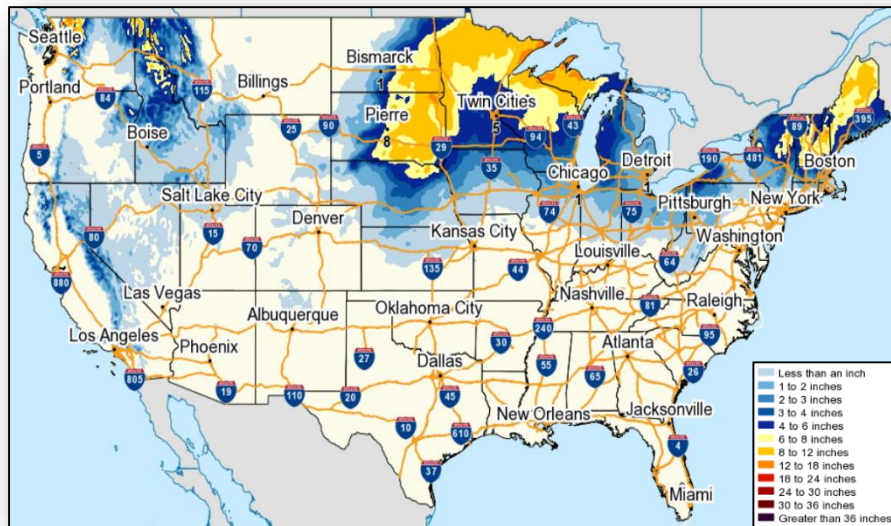 Seattle
Bismarck
1
Portland
115
Billings
Pierre
Twin Cities
84
8
5
89
395
Boise
25
90
94
43
5
29
190
481
Boston
35
Detroit
Chicago
1
Salt Lake City
New York
74
75
Pittsburgh
Denver
80
15
Kansas City
Washington
70
Louisville
64
135
44
880
Las Vegas
Nashville
81
Raleigh
Albuquerque
Oklahoma City
240
95
Los Angeles
Phoenix
30
Atlanta
27
Dallas
55
65
26
805
19
110
20
45
New Orleans
Jacksonville
10
610
4
37
Miami
Less than an inch
1 to 2 inches
2 to 3 inches
3 to 4 inches
4 to 6 inches
6 to 8 inches
8 to 12 inches
12 to 18 inches
18 to 24 inches
24 to 30 inches
30 to 36 inches
Greater than 36 inches